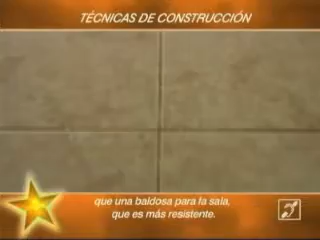 TÉCNICAS DE CONSTRUCCIÓN
que una baldosa para la sala,
que es más resistente.